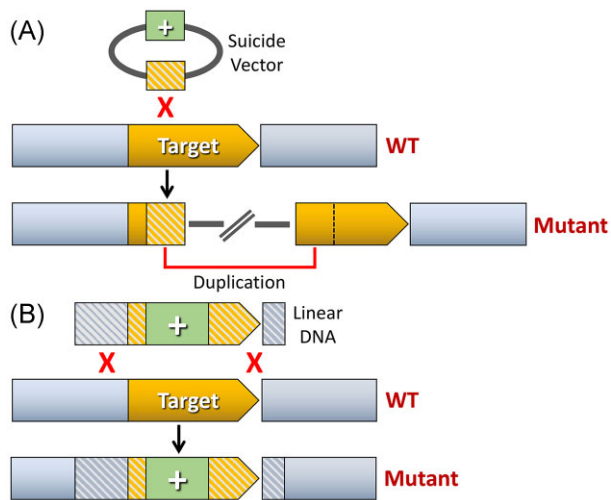 (A)
+
Suicide
Vector
X
Target
WT
Mutant
Duplication
(B)
+
Linear
DNA
X X
Target
WT
+
Mutant